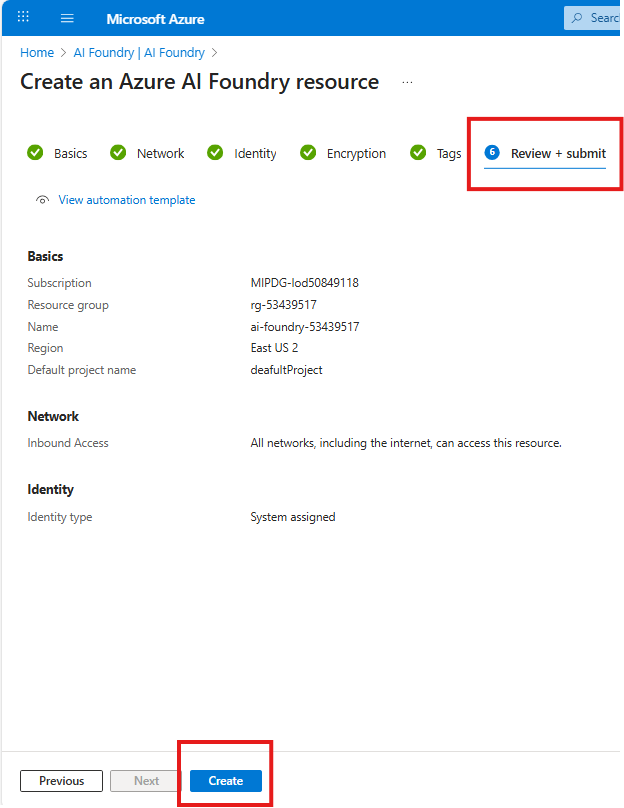 Microsoft Azure
Search
Home > AI Foundry | AI Foundry >
Create an Azure AI Foundry resource ...
Basics Network Identity Encryption Tags 6 Review + submit
View automation template
Basics
Subscription MIPDG-lod50849118
Resource group rg-53439517
Name ai-foundry-53439517
Region East US 2
Default project name deafultProject
Network
Inbound Access All networks, including the internet, can access this resource.
Identity
Identity type System assigned
Previous Next Create